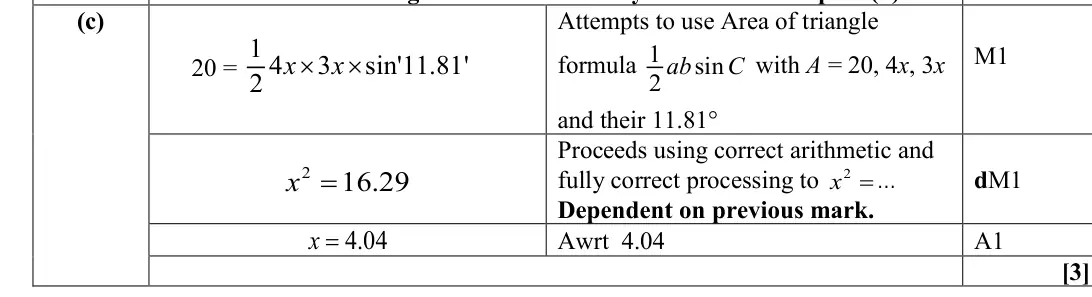 (c)
20 = 1/2 4x × 3x × sin'11.81'
Attempts to use Area of triangle
formula 1/2 ab sin C with A = 20, 4x, 3x
and their 11.81°
M1
x² = 16.29
Proceeds using correct arithmetic and
fully correct processing to x² = ...
Dependent on previous mark.
dM1
x = 4.04
Awrt 4.04
A1
[3]